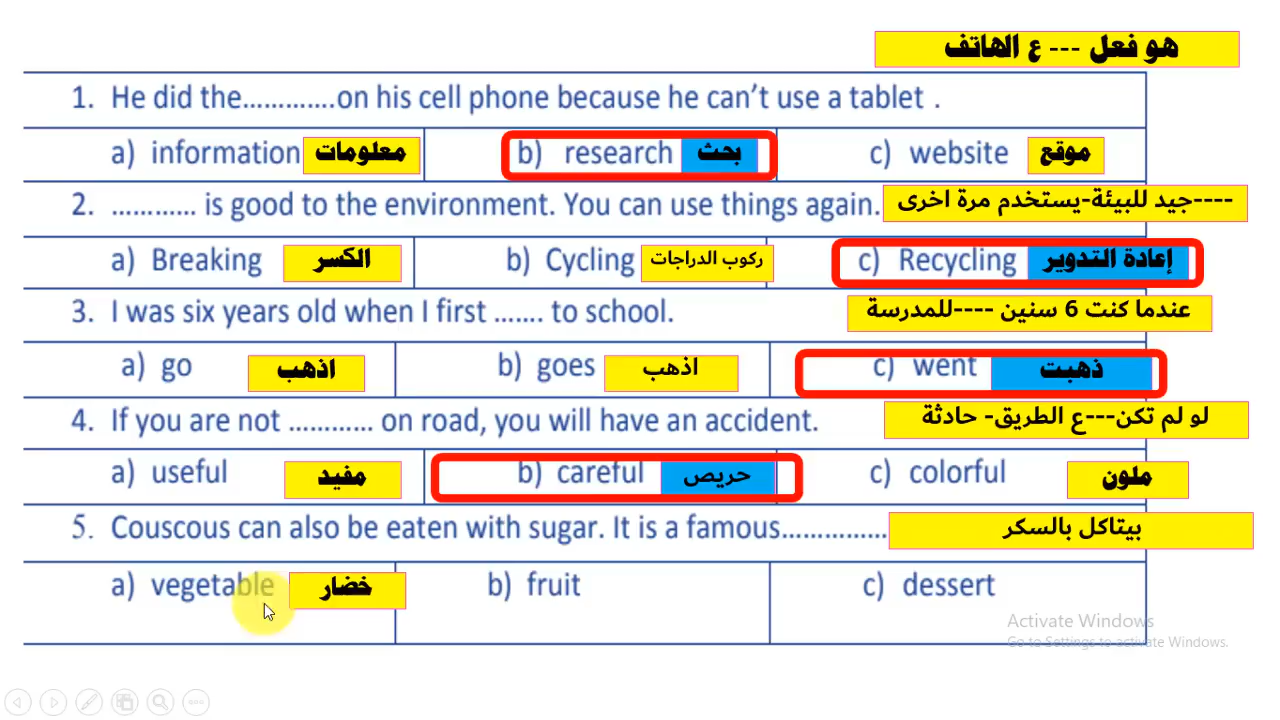 هو فعل --- ع الهاتف
1. He did the.............on his cell phone because he can't use a tablet .
a) information معلومات b) research بحث c) website موقع
2. ............ is good to the environment. You can use things again. ----جيد للبيئة-يستخدم مرة اخرى
a) Breaking الكسر b) Cycling ركوب الدراجات c) Recycling إعادة التدوير
3. I was six years old when I first ....... to school. عندما كنت 6 سنين ----للمدرسة
a) go اذهب b) goes اذهب c) went ذهبت
4. If you are not ............ on road, you will have an accident. لو لم تكن---ع الطريق- حادثة
a) useful مفيد b) careful حريص c) colorful ملون
5. Couscous can also be eaten with sugar. It is a famous............... بيتاكل بالسكر
a) vegetable خضار b) fruit c) dessert
Activate Windows
Go to Settings to activate Windows.